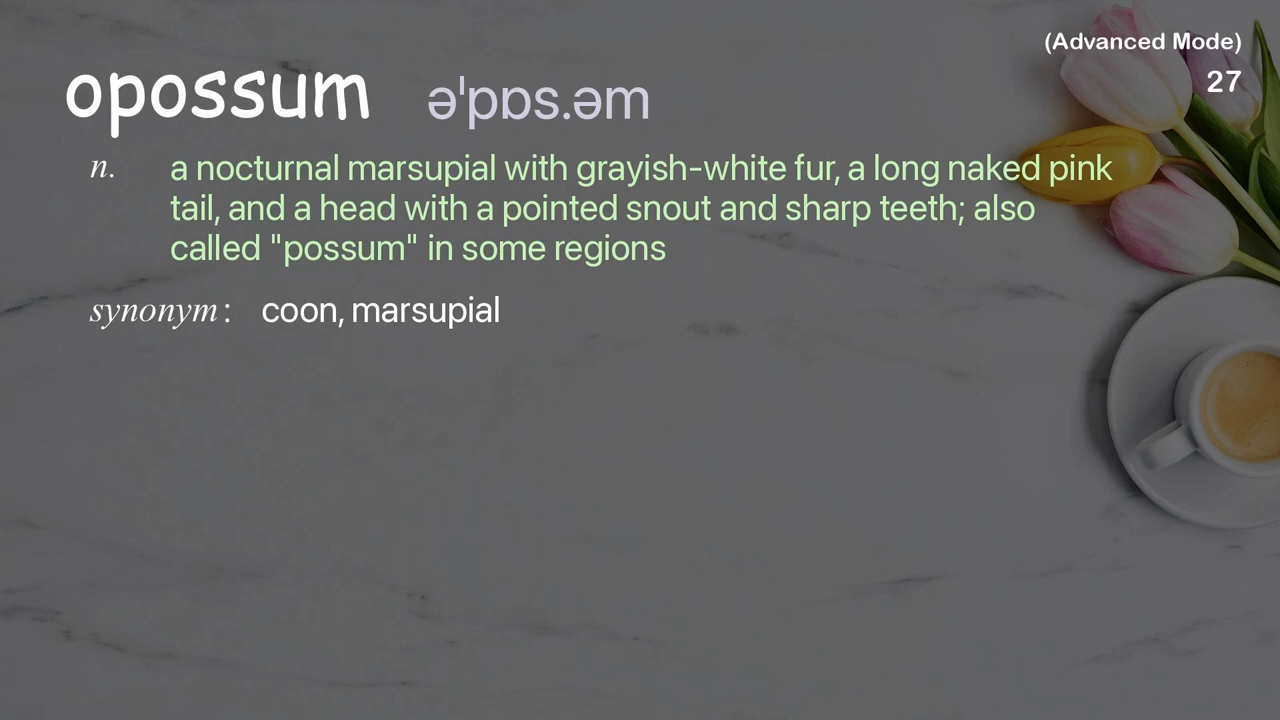 (Advanced Mode)
27
opossum əˈpɒs.əm
n. a nocturnal marsupial with grayish-white fur, a long naked pink
tail, and a head with a pointed snout and sharp teeth; also
called "possum" in some regions
synonym: coon, marsupial